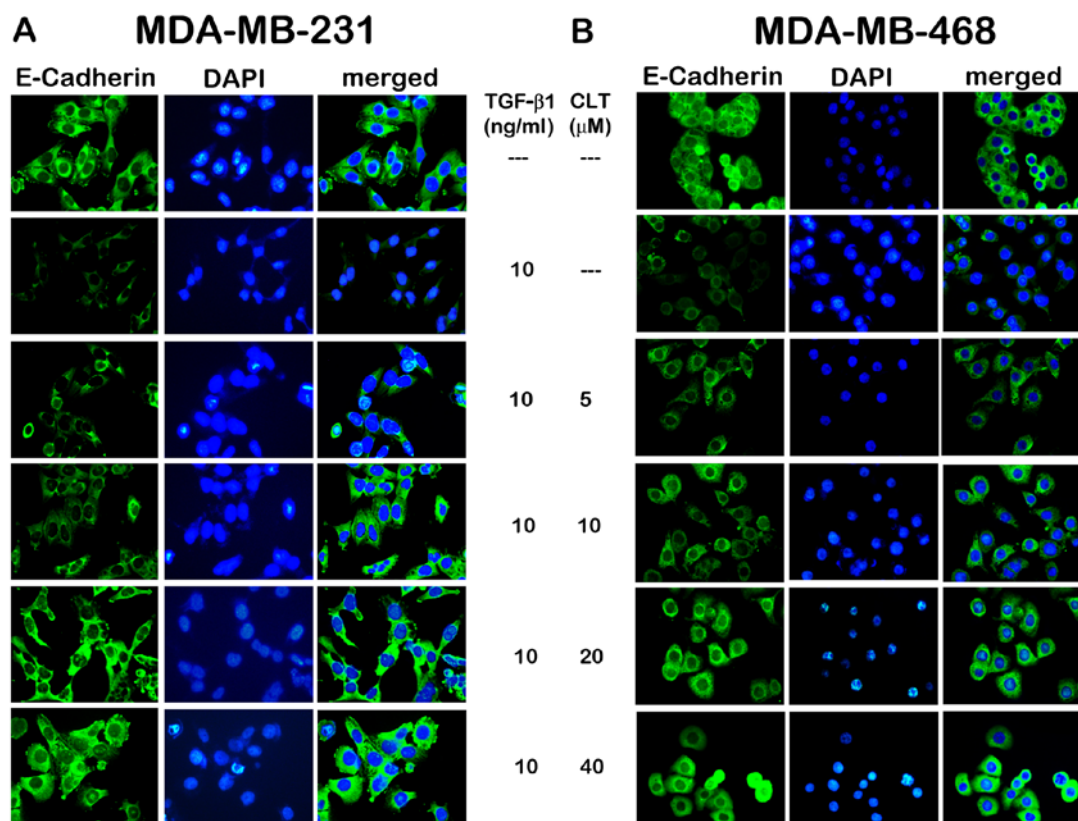 A MDA-MB-231 B MDA-MB-468
E-Cadherin DAPI merged E-Cadherin DAPI merged
TGF-β1 CLT
(ng/ml) (μM)
--- ---
10 ---
10 5
10 10
10 20
10 40